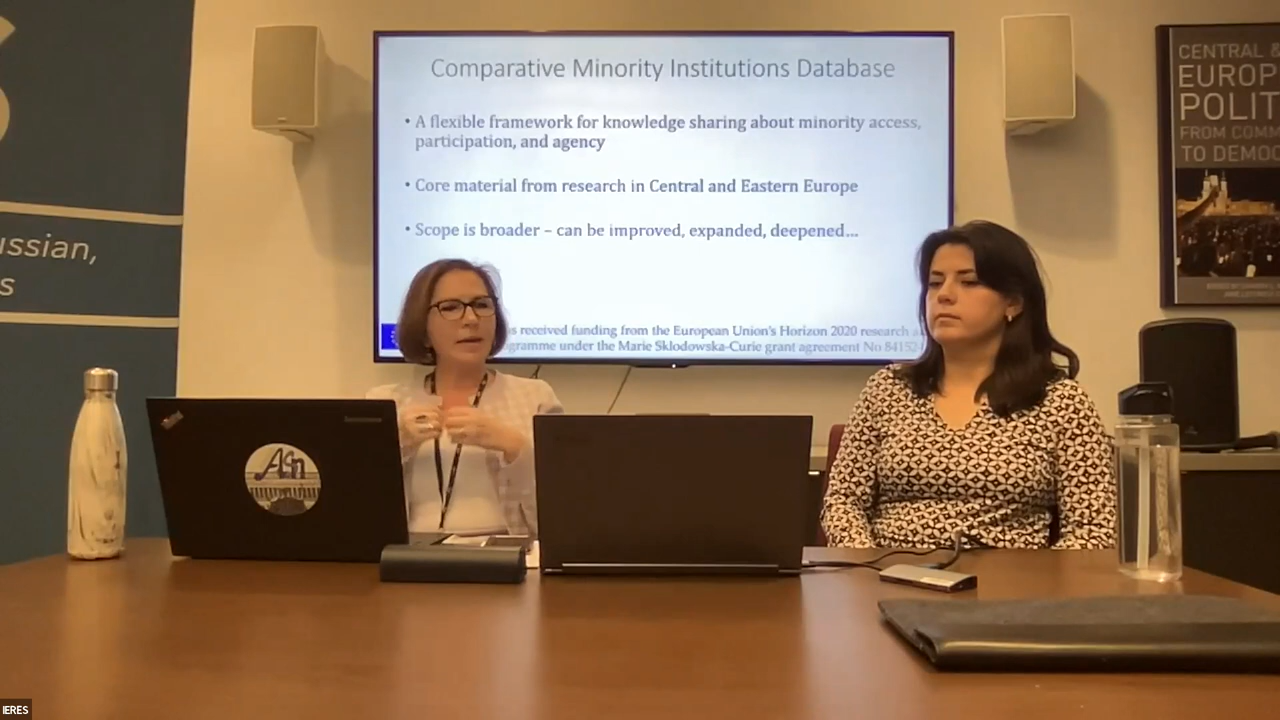 Comparative Minority Institutions Database
• A flexible framework for knowledge sharing about minority access,
participation, and agency
• Core material from research in Central and Eastern Europe
• Scope is broader – can be improved, expanded, deepened...
received funding from the European Union's Horizon 2020 research
under the Marie Sklodowska-Curie grant agreement No 84152
CENTRAL &
EUROP
POLIT
FROM COMM
TO DEMOC
ussian,
s
Asn
IERES